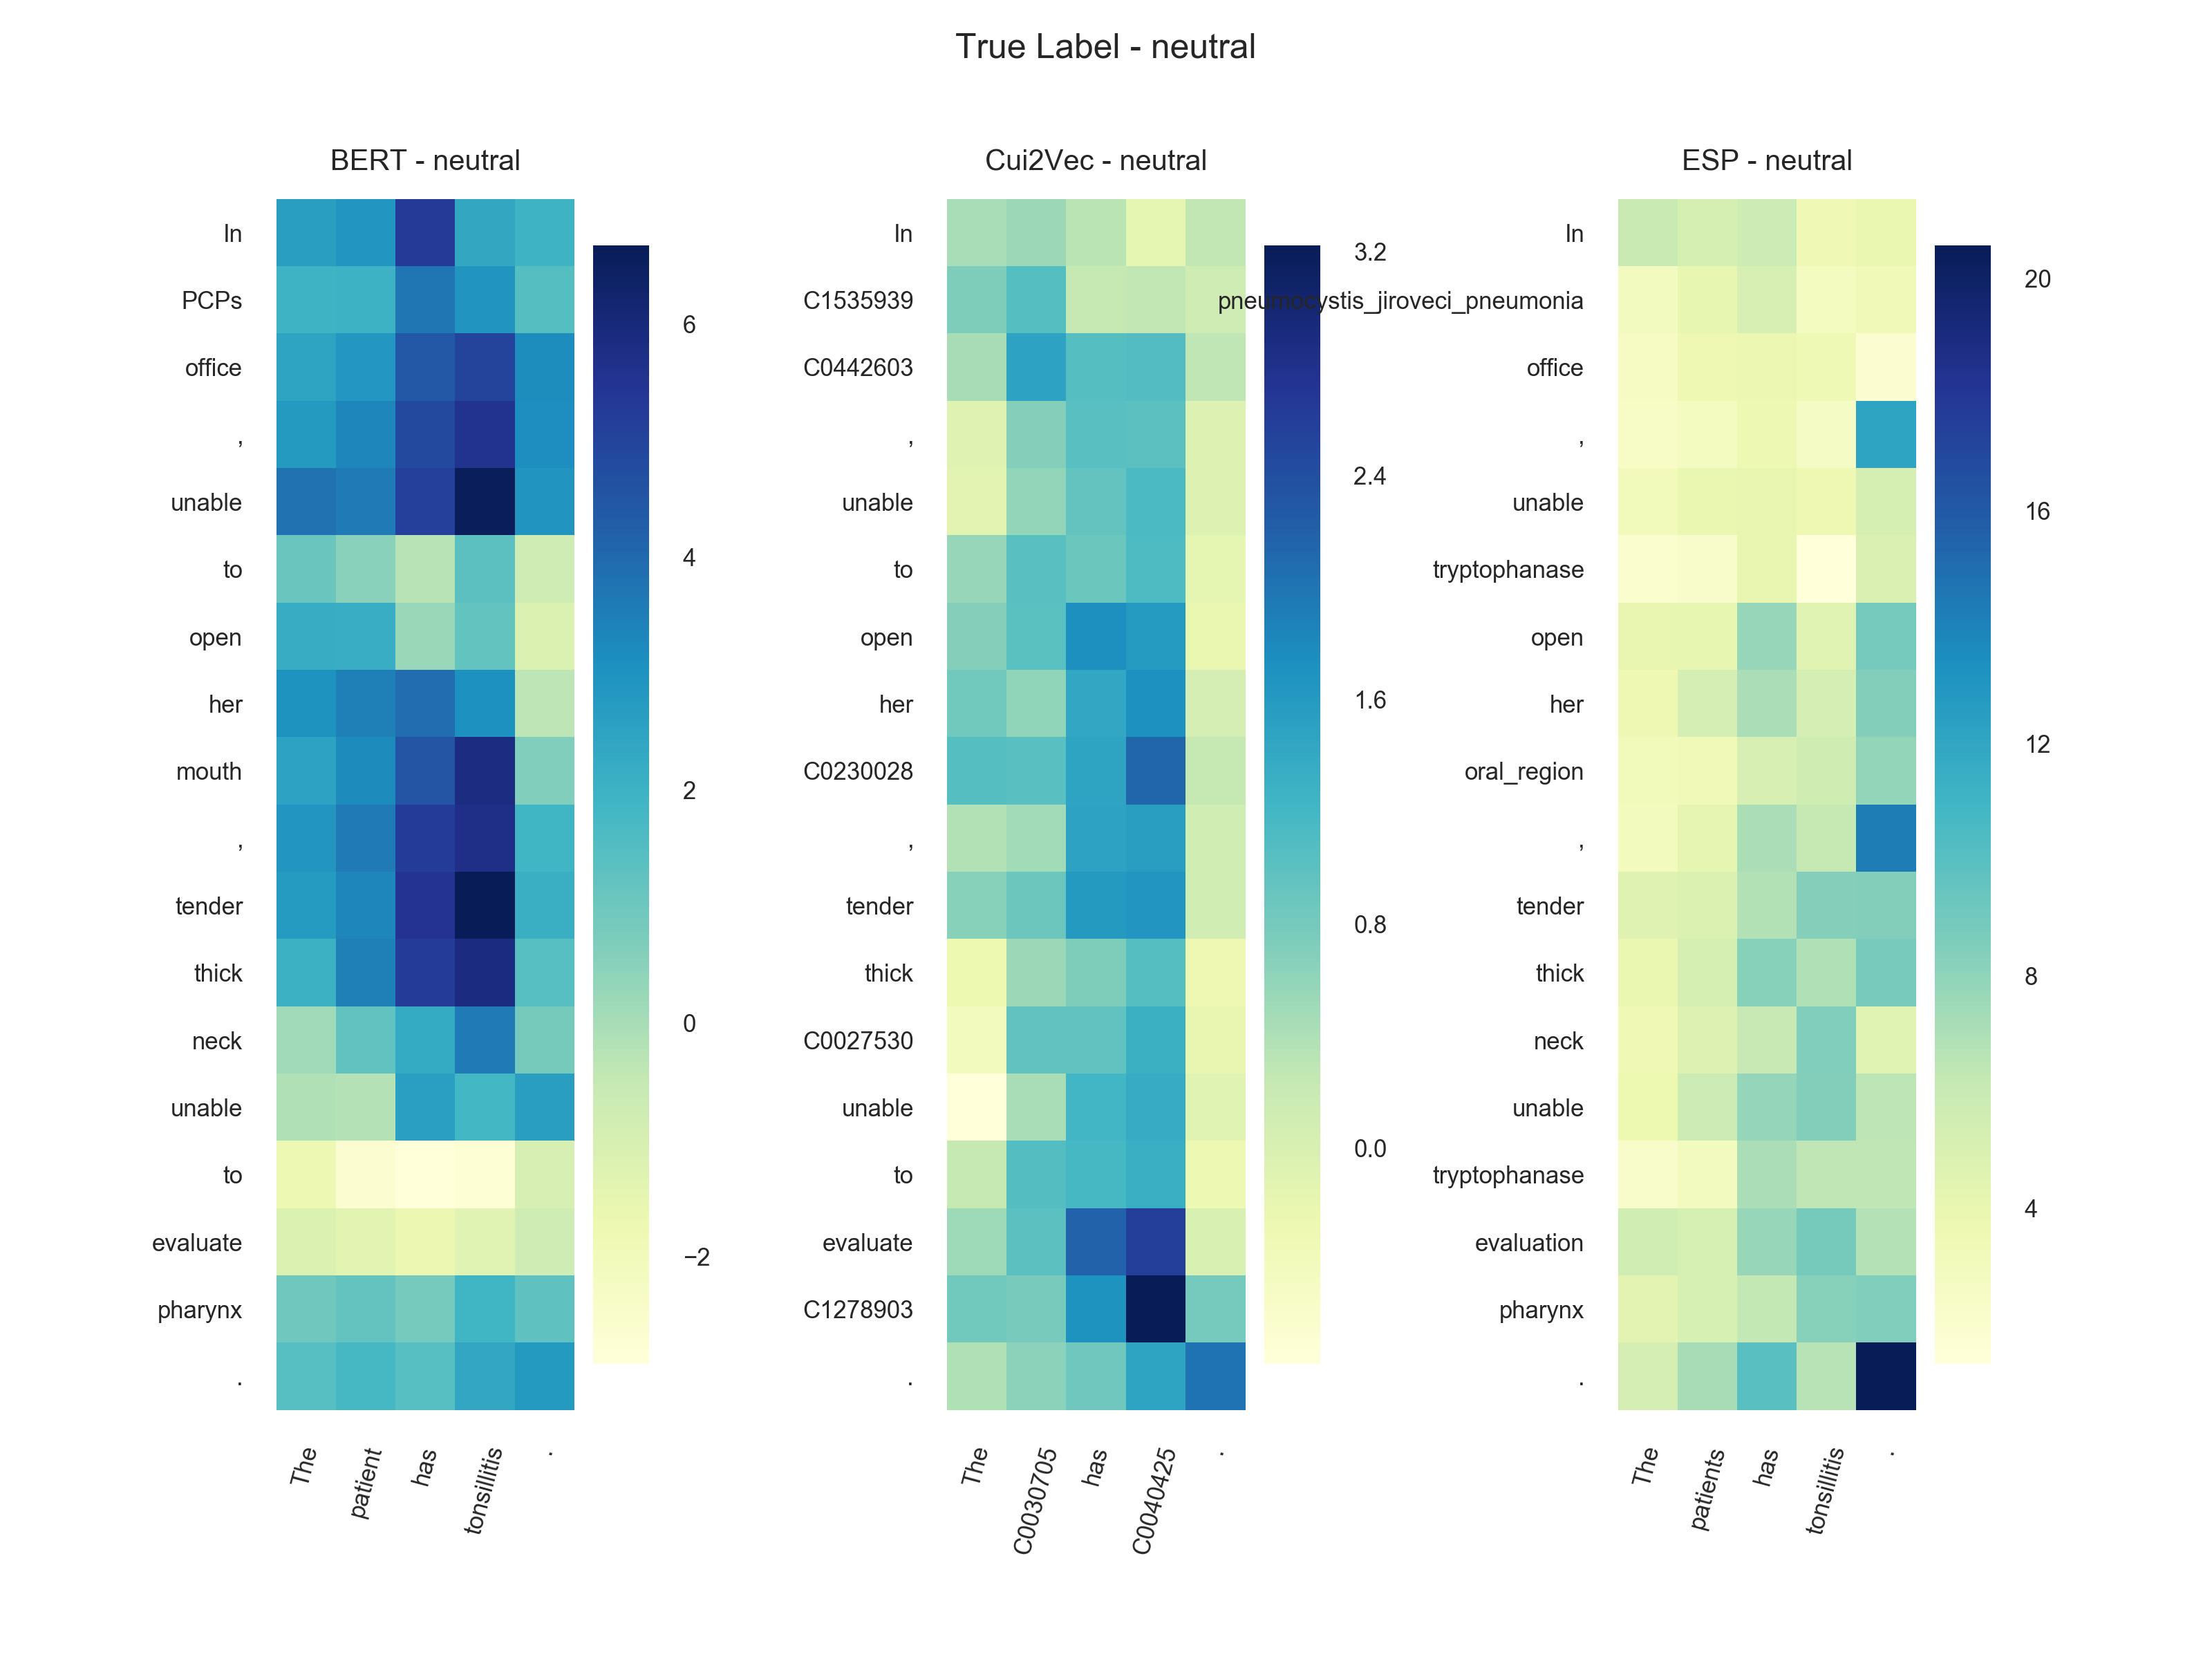 True Label - neutral
BERT - neutral
In
PCPs
office
,
unable
to
open
her
mouth
,
tender
thick
neck
unable
to
evaluate
pharynx
.
The
patient
has
tonsillitis
.
6
4
2
0
−2
Cui2Vec - neutral
In
C1535939
C0442603
,
unable
to
open
her
C0230028
,
tender
thick
C0027530
unable
to
evaluate
C1278903
.
The
C0030705
has
C0040425
.
3.2
2.4
1.6
0.8
0.0
ESP - neutral
In
pneumocystis_jiroveci_pneumonia
office
,
unable
tryptophanase
open
her
oral_region
,
tender
thick
neck
unable
tryptophanase
evaluation
pharynx
.
The
patients
has
tonsillitis
.
20
16
12
8
4